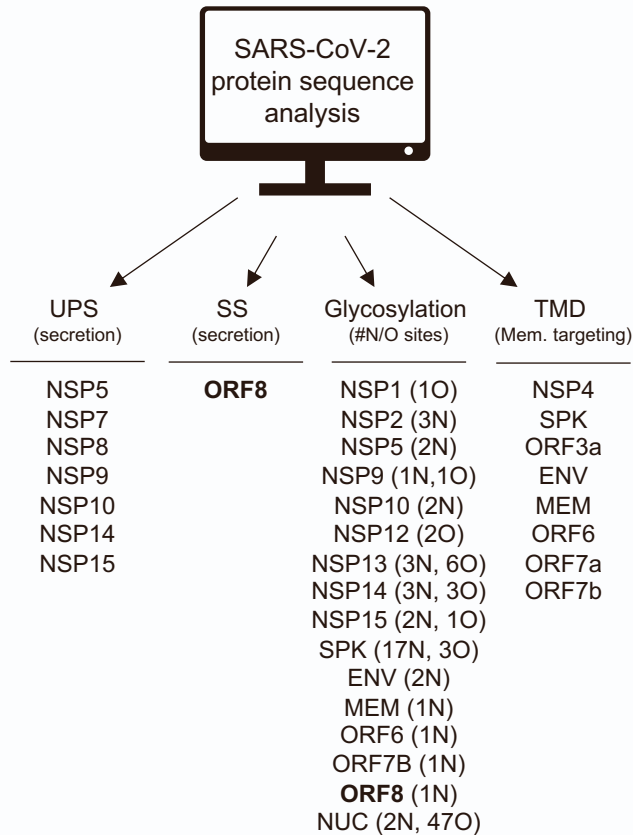 SARS-CoV-2
protein sequence
analysis
UPS
(secretion)
NSP5
NSP7
NSP8
NSP9
NSP10
NSP14
NSP15
SS
(secretion)
ORF8
Glycosylation
(#N/O sites)
NSP1 (1O)
NSP2 (3N)
NSP5 (2N)
NSP9 (1N,1O)
NSP10 (2N)
NSP12 (2O)
NSP13 (3N, 6O)
NSP14 (3N, 3O)
NSP15 (2N, 1O)
SPK (17N, 3O)
ENV (2N)
MEM (1N)
ORF6 (1N)
ORF7B (1N)
ORF8 (1N)
NUC (2N, 47O)
TMD
(Mem. targeting)
NSP4
SPK
ORF3a
ENV
MEM
ORF6
ORF7a
ORF7b